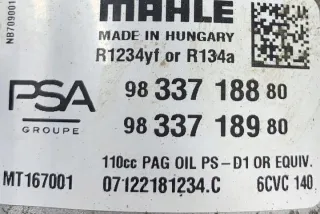 MAHLE
MADE IN HUNGARY
R1234yf or R134a
NB709001
PSA
GROUPE
98 337 188 80
98 337 189 80
110cc PAG OIL PS-D1 OR EQUIV.
MT167001 07122181234.C 6CVC 140